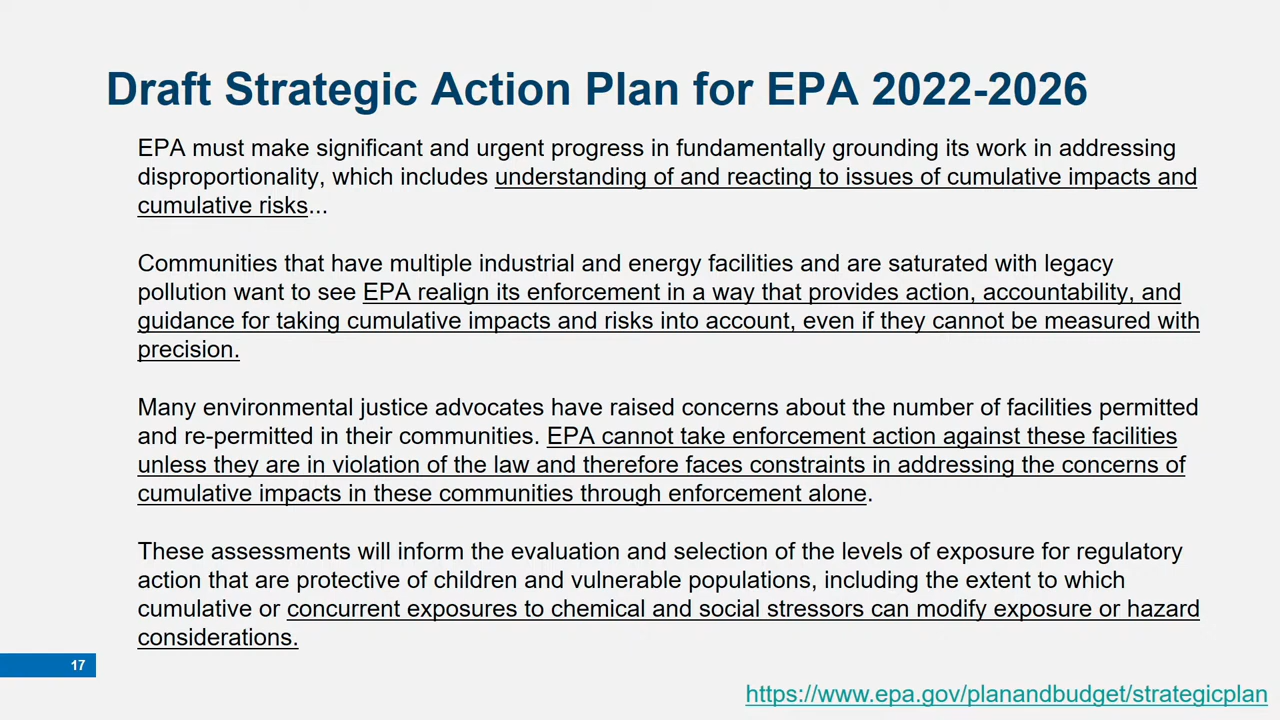 Draft Strategic Action Plan for EPA 2022-2026
EPA must make significant and urgent progress in fundamentally grounding its work in addressing
disproportionality, which includes understanding of and reacting to issues of cumulative impacts and
cumulative risks...
Communities that have multiple industrial and energy facilities and are saturated with legacy
pollution want to see EPA realign its enforcement in a way that provides action, accountability, and
guidance for taking cumulative impacts and risks into account, even if they cannot be measured with
precision.
Many environmental justice advocates have raised concerns about the number of facilities permitted
and re-permitted in their communities. EPA cannot take enforcement action against these facilities
unless they are in violation of the law and therefore faces constraints in addressing the concerns of
cumulative impacts in these communities through enforcement alone.
These assessments will inform the evaluation and selection of the levels of exposure for regulatory
action that are protective of children and vulnerable populations, including the extent to which
cumulative or concurrent exposures to chemical and social stressors can modify exposure or hazard
considerations.
17
https://www.epa.gov/planandbudget/strategicplan